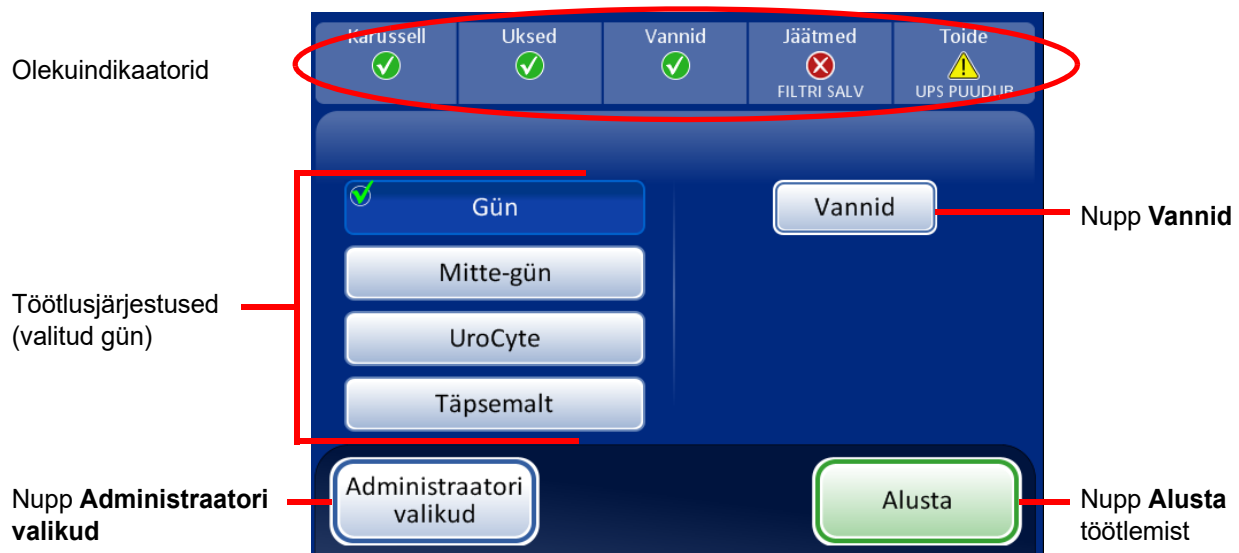 Olekuindikaatorid
Karussell
Uksed
Vannid
Jäätmed
FILTRI SALV
Toide
UPS PUUDUB
Töötlusjärjestused
(valitud gün)
Gün
Mitte-gün
UroCyte
Täpsemalt
Vannid
Nupp Vannid
Nupp Administraatori
valikud
Administraatori
valikud
Alusta
Nupp Alusta
töötlemist